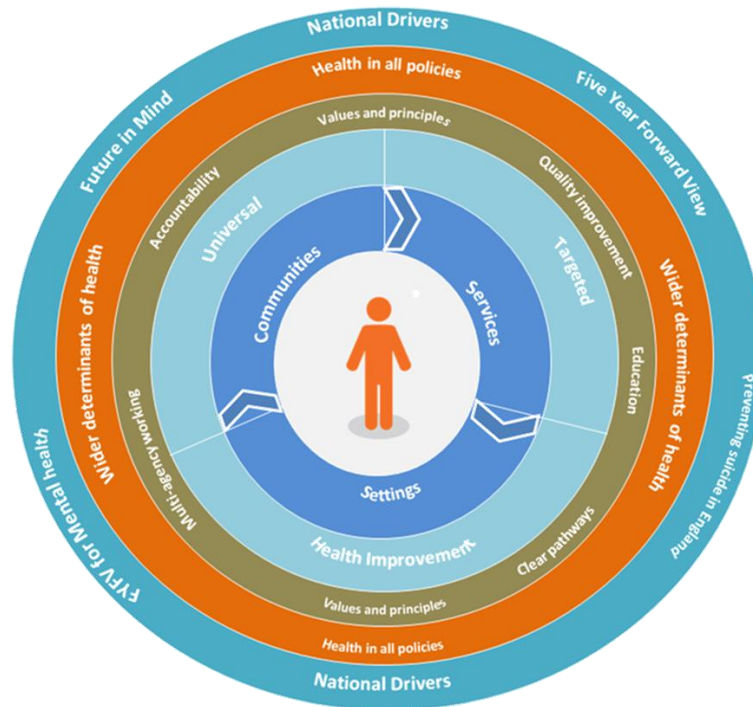 National Drivers
Future in Mind
Five Year Forward View
FYFV for Mental health
Preventing suicide in England
National Drivers
Health in all policies
Wider determinants of health
Wider determinants of health
Health in all policies
Values and principles
Accountability
Quality improvement
Education
Multi-agency working
Clear pathways
Values and principles
Universal
Targeted
Health Improvement
Communities
Services
Settings